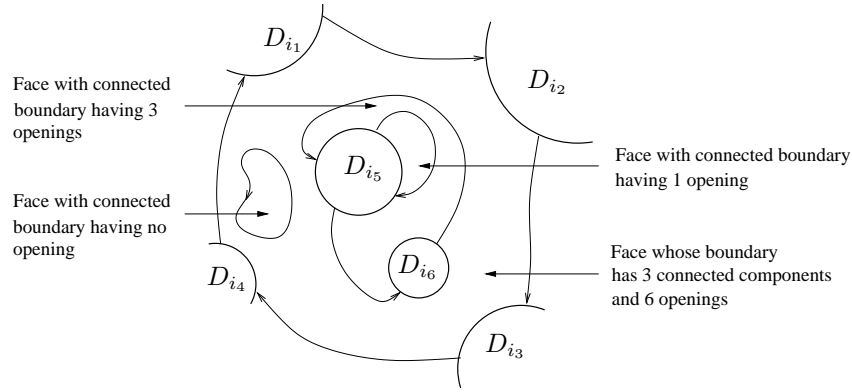 D_{i_1}
D_{i_2}
Face with connected
boundary having 3
openings
D_{i_5}
Face with connected boundary
having 1 opening
Face with connected
boundary having no
opening
D_{i_4}
D_{i_6}
Face whose boundary
has 3 connected components
and 6 openings
D_{i_3}